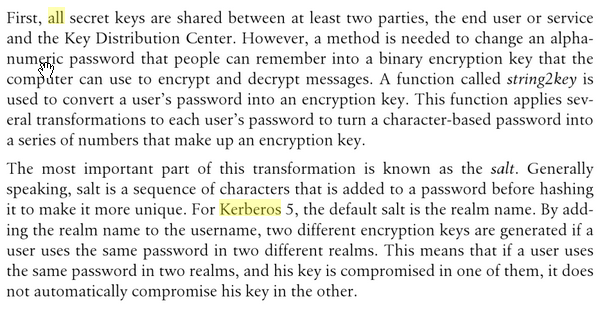 First, all secret keys are shared between at least two parties, the end user or service
and the Key Distribution Center. However, a method is needed to change an alpha-
numeric password that people can remember into a binary encryption key that the
computer can use to encrypt and decrypt messages. A function called string2key is
used to convert a user's password into an encryption key. This function applies sev-
eral transformations to each user's password to turn a character-based password into
a series of numbers that make up an encryption key.
The most important part of this transformation is known as the salt. Generally
speaking, salt is a sequence of characters that is added to a password before hashing
it to make it more unique. For Kerberos 5, the default salt is the realm name. By add-
ing the realm name to the username, two different encryption keys are generated if a
user uses the same password in two different realms. This means that if a user uses
the same password in two realms, and his key is compromised in one of them, it does
not automatically compromise his key in the other.